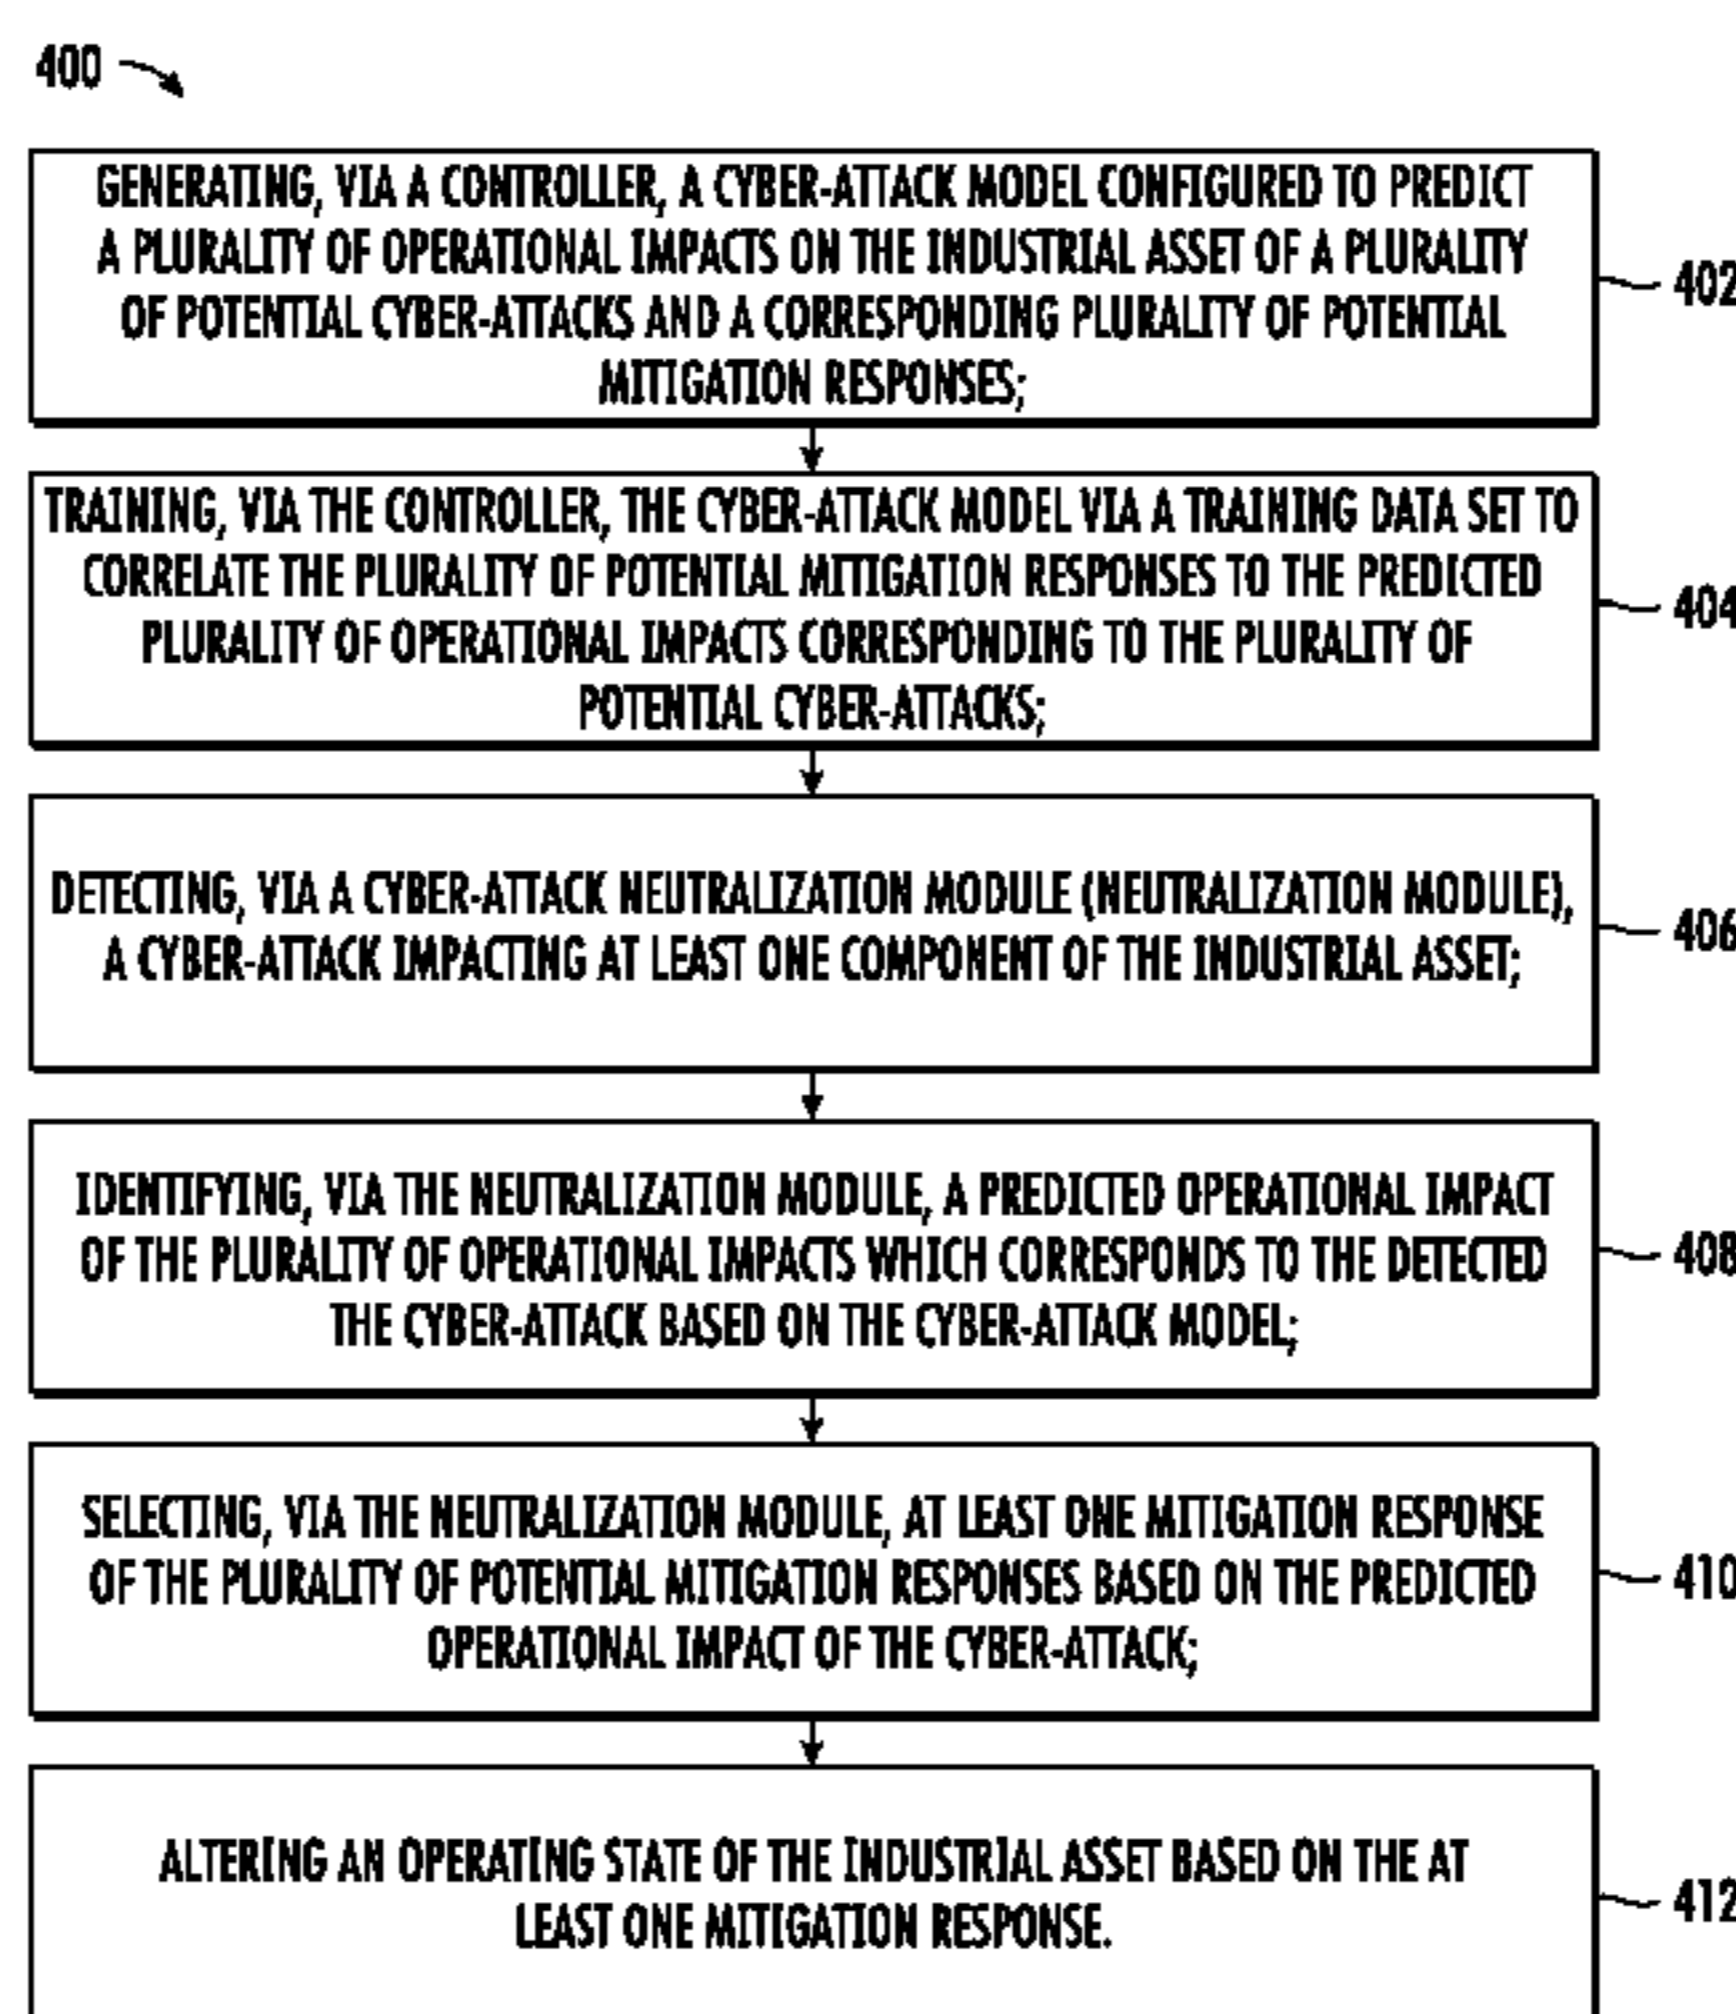 400
GENERATING, VIA A CONTROLLER, A CYBER-ATTACK MODEL CONFIGURED TO PREDICT
A PLURALITY OF OPERATIONAL IMPACTS ON THE INDUSTRIAL ASSET OF A PLURALITY
OF POTENTIAL CYBER-ATTACKS AND A CORRESPONDING PLURALITY OF POTENTIAL
MITIGATION RESPONSES;
402
TRAINING, VIA THE CONTROLLER, THE CYBER-ATTACK MODEL VIA A TRAINING DATA SET TO
CORRELATE THE PLURALITY OF POTENTIAL MITIGATION RESPONSES TO THE PREDICTED
PLURALITY OF OPERATIONAL IMPACTS CORRESPONDING TO THE PLURALITY OF
POTENTIAL CYBER-ATTACKS;
404
DETECTING, VIA A CYBER-ATTACK NEUTRALIZATION MODULE (NEUTRALIZATION MODULE),
A CYBER-ATTACK IMPACTING AT LEAST ONE COMPONENT OF THE INDUSTRIAL ASSET;
406
IDENTIFYING, VIA THE NEUTRALIZATION MODULE, A PREDICTED OPERATIONAL IMPACT
OF THE PLURALITY OF OPERATIONAL IMPACTS WHICH CORRESPONDS TO THE DETECTED
THE CYBER-ATTACK BASED ON THE CYBER-ATTACK MODEL;
408
SELECTING, VIA THE NEUTRALIZATION MODULE, AT LEAST ONE MITIGATION RESPONSE
OF THE PLURALITY OF POTENTIAL MITIGATION RESPONSES BASED ON THE PREDICTED
OPERATIONAL IMPACT OF THE CYBER-ATTACK;
410
ALTERING AN OPERATING STATE OF THE INDUSTRIAL ASSET BASED ON THE AT
LEAST ONE MITIGATION RESPONSE.
412